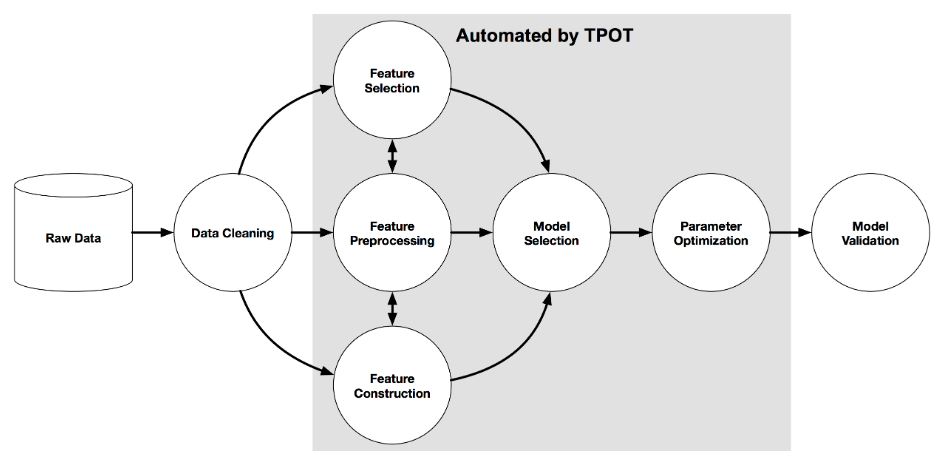 Automated by TPOT
Feature
Selection
Raw Data
Data Cleaning
Feature
Preprocessing
Model
Selection
Parameter
Optimization
Model
Validation
Feature
Construction